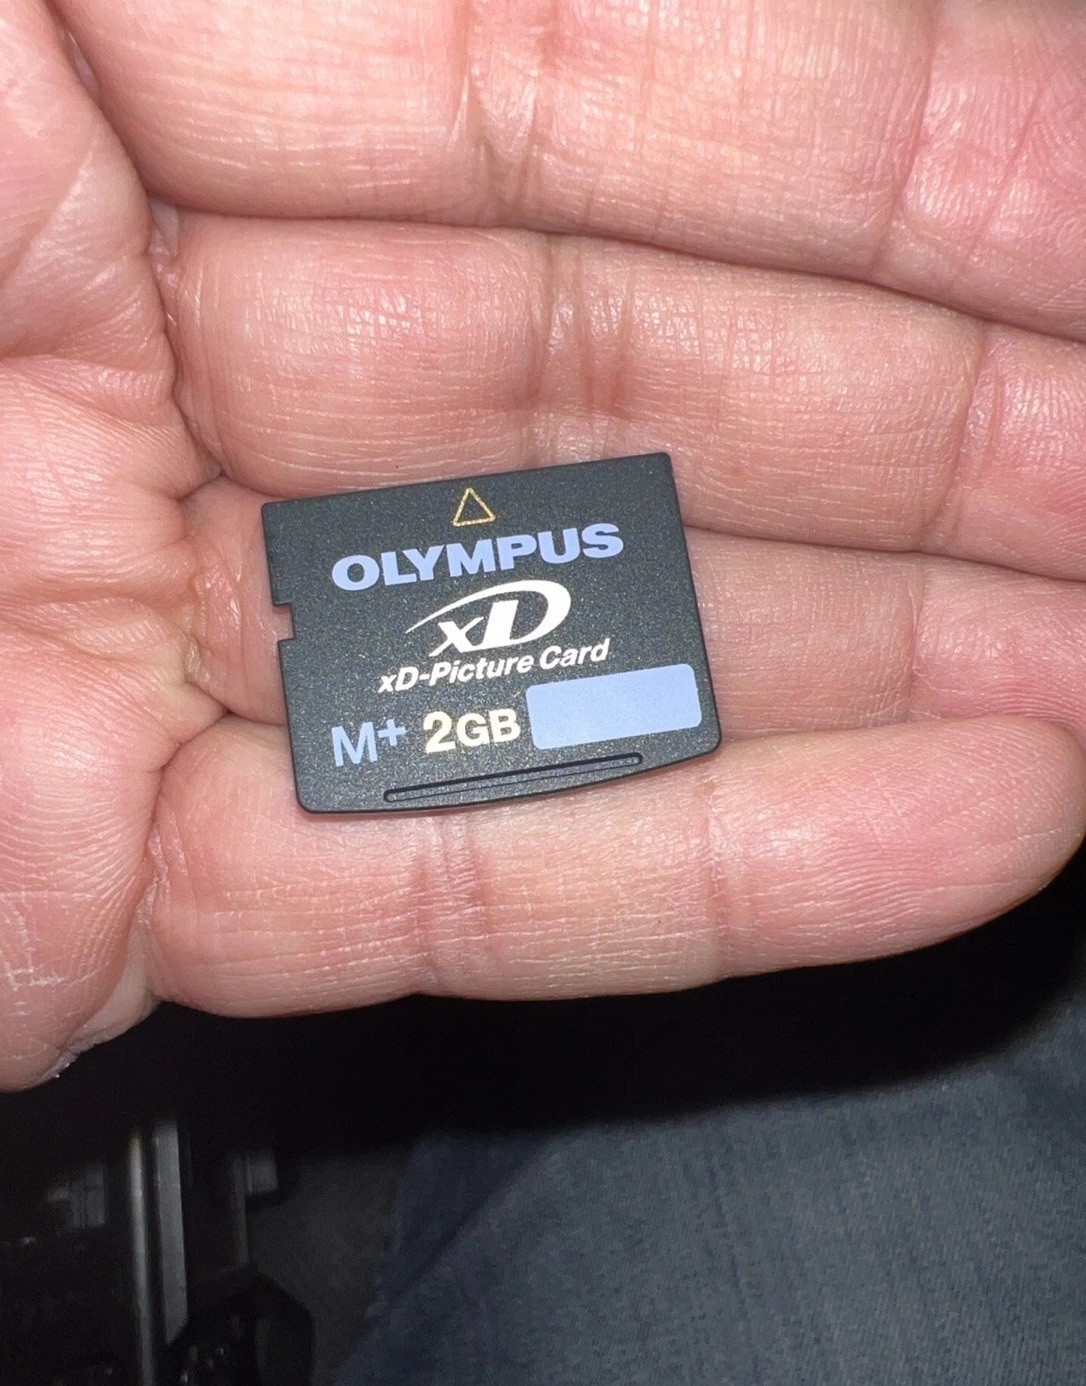 OLYMPUS
xD
xD-Picture Card
M+ 2GB